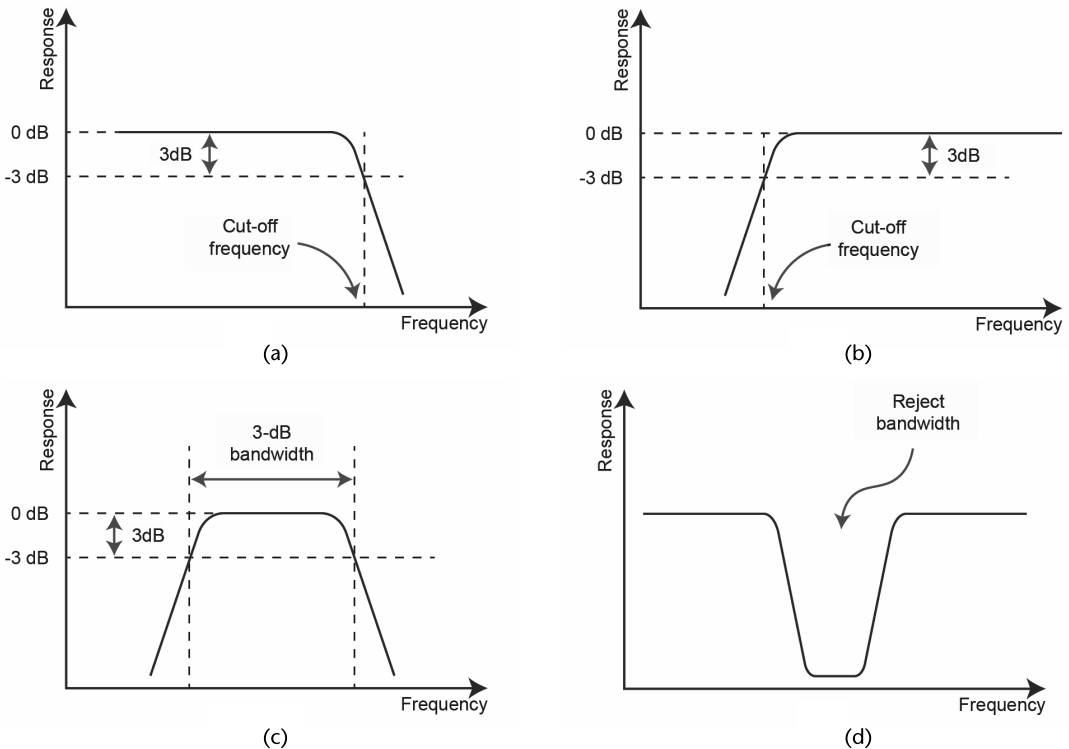 Response
0 dB
3dB
-3 dB
Cut-off
frequency
Frequency
(a)
Response
0 dB
3dB
-3 dB
Cut-off
frequency
Frequency
(b)
Response
3-dB
bandwidth
0 dB
3dB
-3 dB
Frequency
(c)
Response
Reject
bandwidth
Frequency
(d)